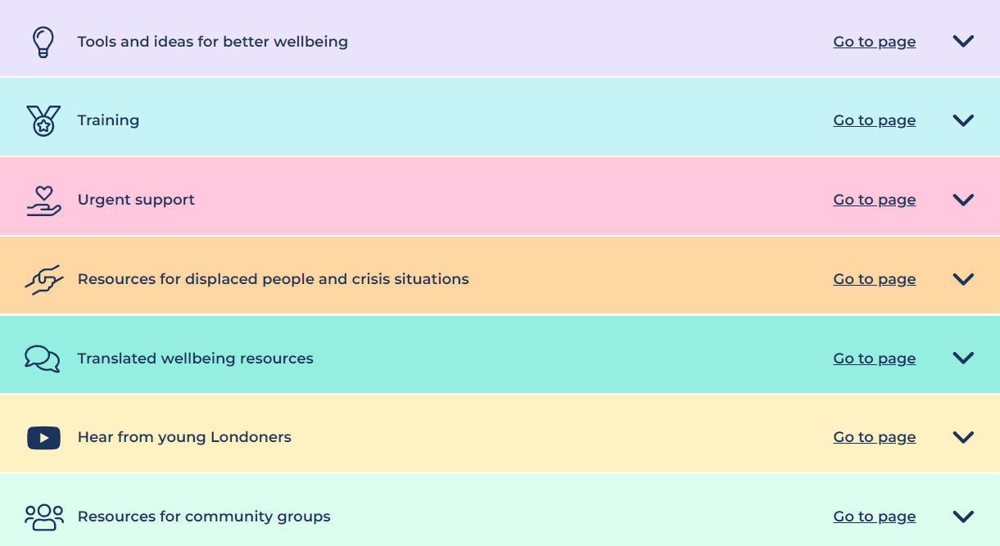 Tools and ideas for better wellbeing Go to page
Training Go to page
Urgent support Go to page
Resources for displaced people and crisis situations Go to page
Translated wellbeing resources Go to page
Hear from young Londoners Go to page
Resources for community groups Go to page